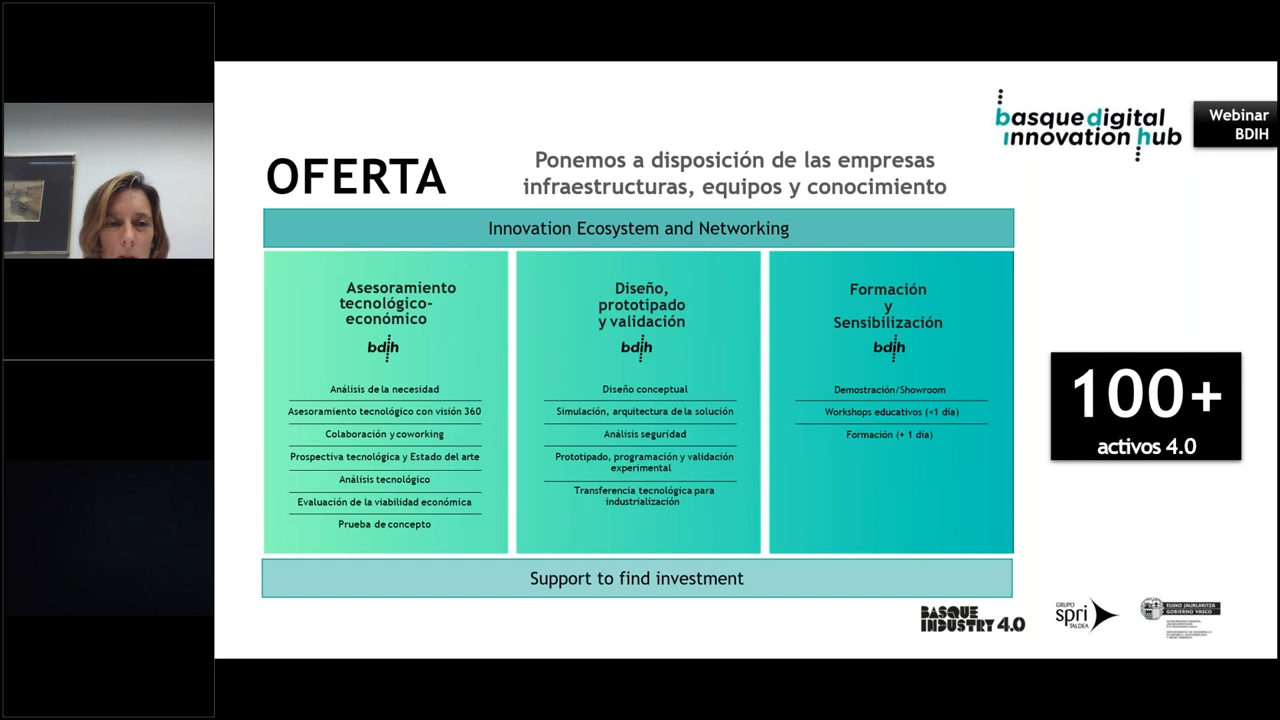 basque digital
innovation hub
Webinar
BDIH
OFERTA
Ponemos a disposición de las empresas
infraestructuras, equipos y conocimiento
Innovation Ecosystem and Networking
Asesoramiento
tecnológico-
económico
bdih
Análisis de la necesidad
Asesoramiento tecnológico con visión 360
Colaboración y coworking
Prospectiva tecnológica y Estado del arte
Análisis tecnológico
Evaluación de la viabilidad económica
Prueba de concepto
Diseño,
prototipado
y validación
bdih
Diseño conceptual
Simulación, arquitectura de la solución
Análisis seguridad
Prototipado, programación y validación
experimental
Transferencia tecnológica para
industrialización
Formación
y
Sensibilización
bdih
Demostración/Showroom
Workshops educativos (<1 día)
Formación (+ 1 día)
100+
activos 4.0
Support to find investment
BASQUE
INDUSTRY 4.0
GRUPO
spri
TALDEA
EUSKO JAURLARITZA
GOBIERNO VASCO